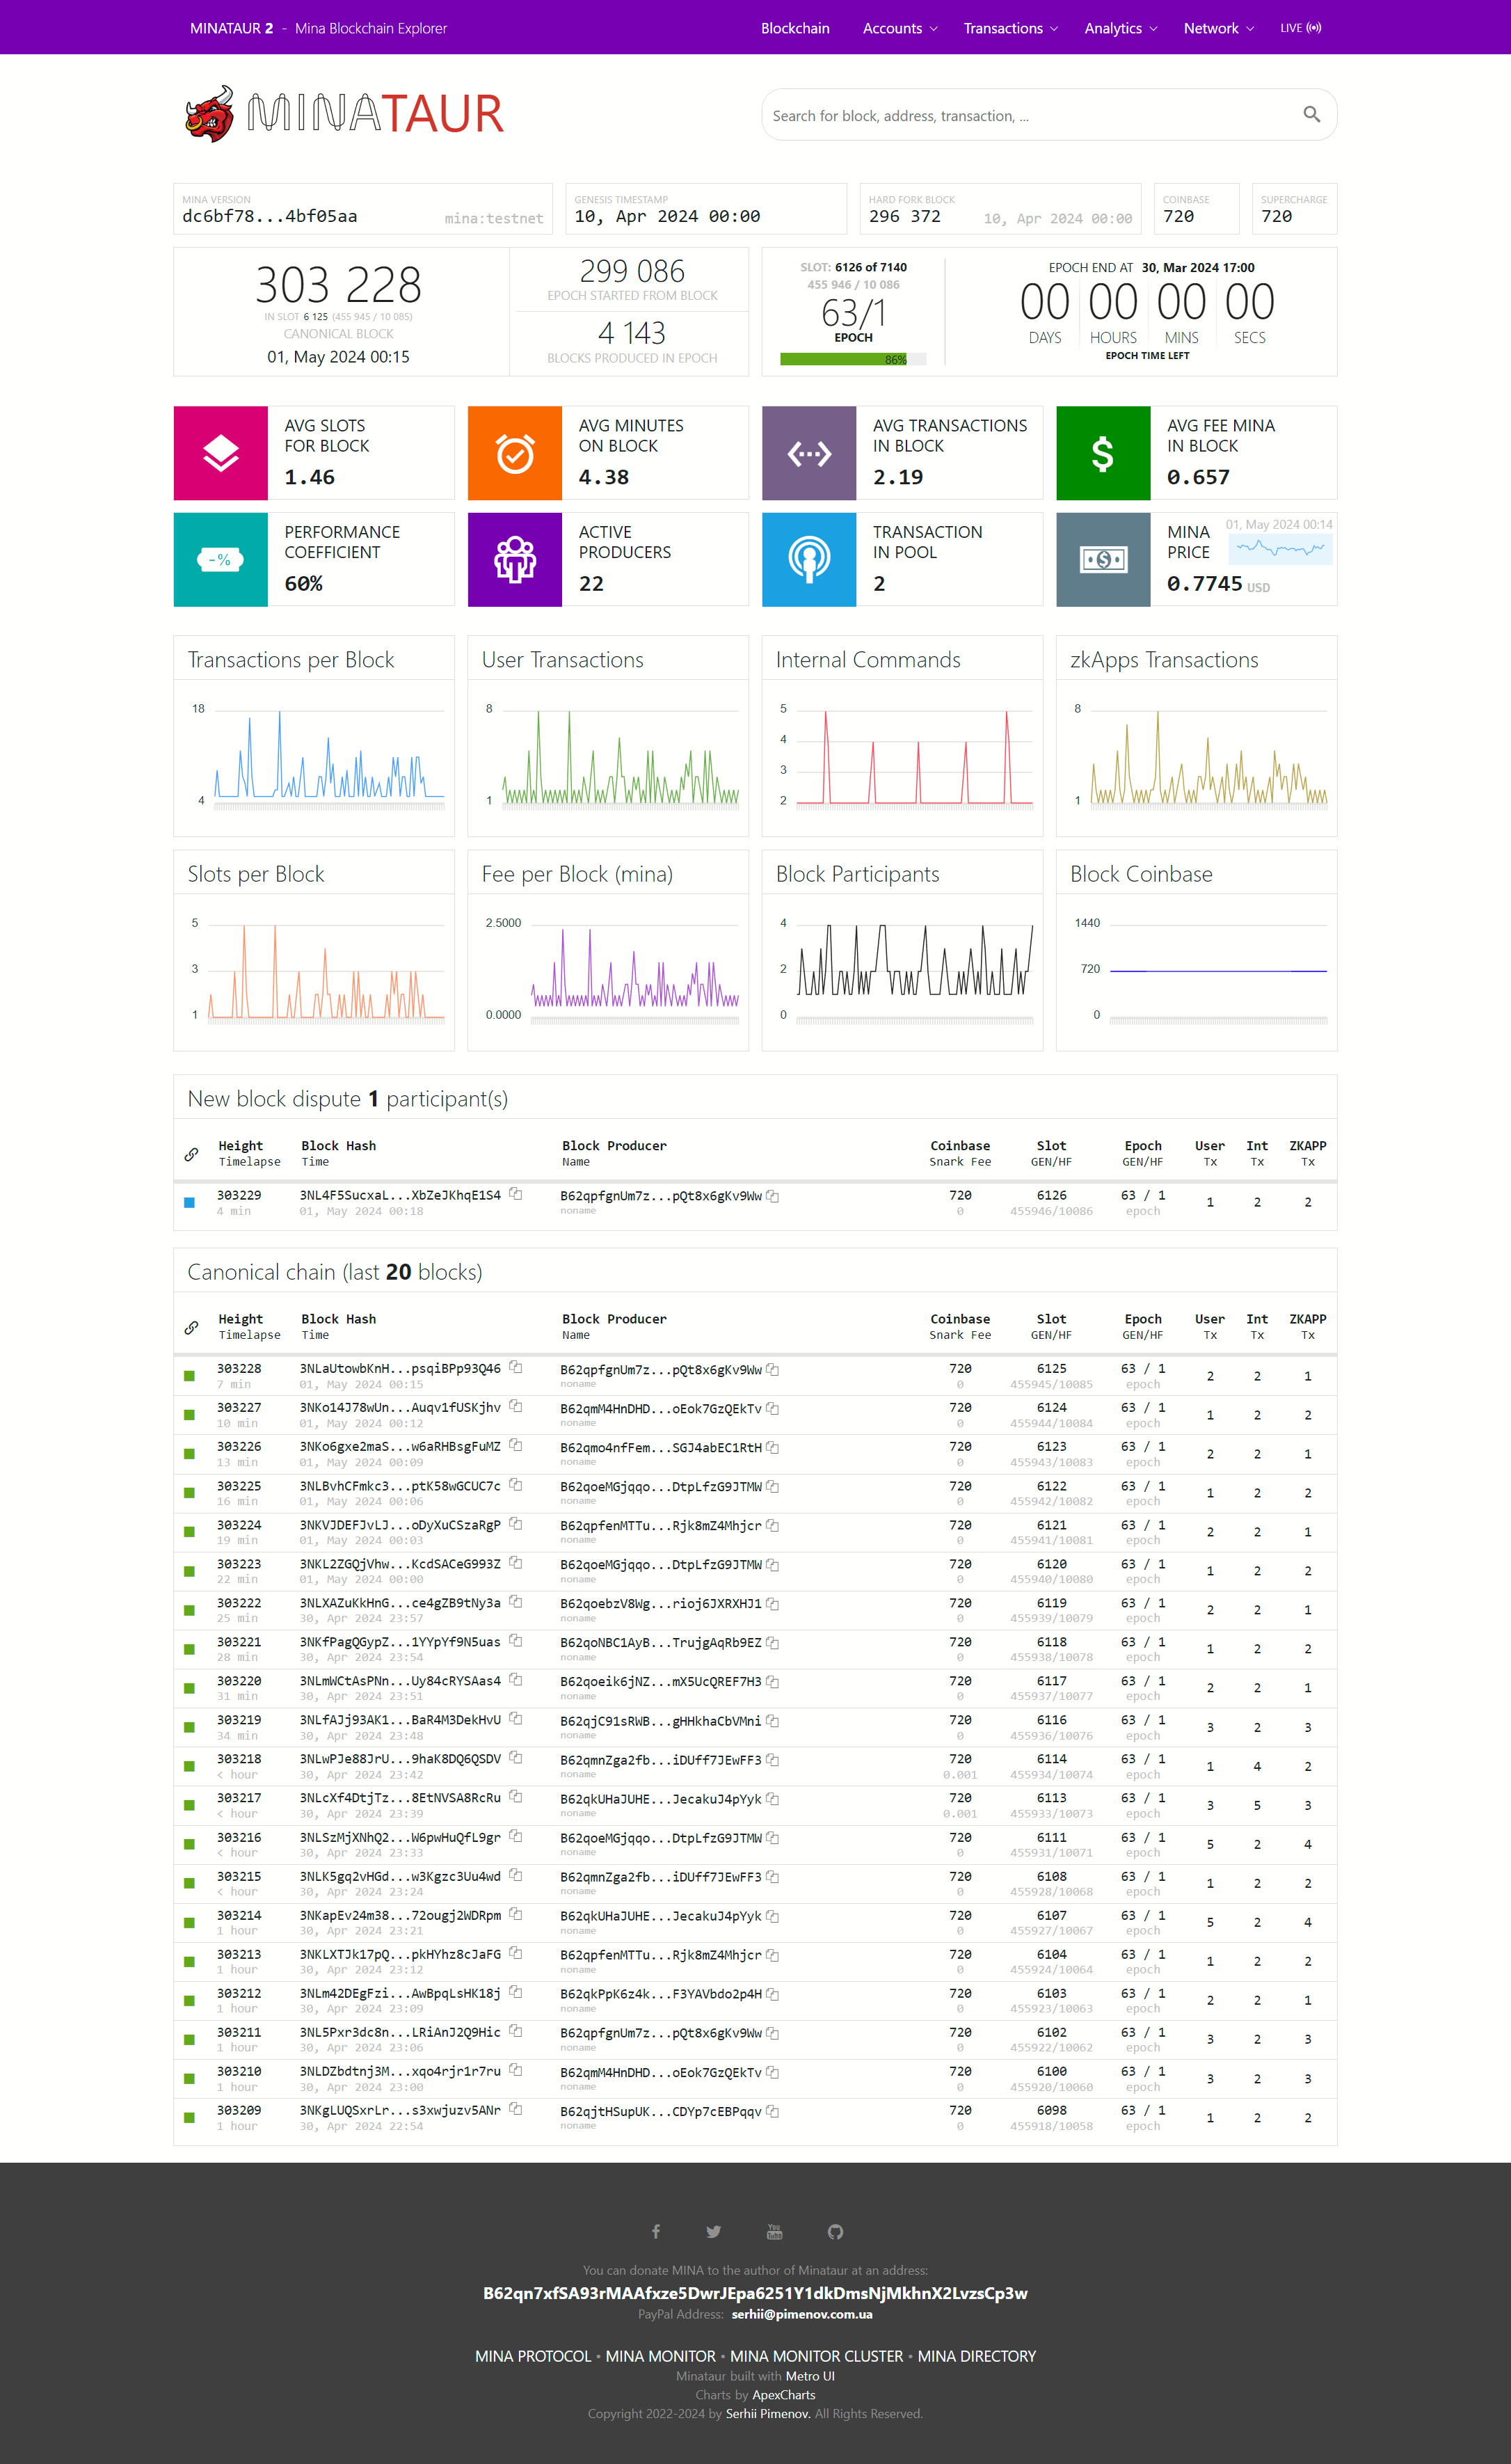 MINATAUR 2 - Mina Blockchain Explorer
Blockchain Accounts Transactions Analytics Network LIVE
MINATAUR
Search for block, address, transaction, ...
MINA VERSION
dc6bf78...4bf05aa mina:testnet
GENESIS TIMESTAMP
10, Apr 2024 00:00
HARD FORK BLOCK
296 372 10, Apr 2024 00:00
COINBASE
720
SUPERCHARGE
720
303 228
IN SLOT 6 125 (455 945 / 10 085)
CANONICAL BLOCK
01, May 2024 00:15
299 086
EPOCH STARTED FROM BLOCK
4 143
BLOCKS PRODUCED IN EPOCH
SLOT: 6126 of 7140
455 946 / 10 086
63/1
EPOCH
86%
EPOCH END AT 30, Mar 2024 17:00
00 00 00 00
DAYS HOURS MINS SECS
EPOCH TIME LEFT
AVG SLOTS
FOR BLOCK
1.46
AVG MINUTES
ON BLOCK
4.38
AVG TRANSACTIONS
IN BLOCK
2.19
AVG FEE MINA
IN BLOCK
0.657
PERFORMANCE
COEFFICIENT
60%
ACTIVE
PRODUCERS
22
TRANSACTION
IN POOL
2
MINA
PRICE
01, May 2024 00:14
0.7745 USD
Transactions per Block
18
4
User Transactions
8
1
Internal Commands
5
4
3
2
zkApps Transactions
8
1
Slots per Block
5
3
1
Fee per Block (mina)
2.5000
0.0000
Block Participants
4
2
0
Block Coinbase
1440
720
0
New block dispute 1 participant(s)
Height Block Hash Block Producer Coinbase Slot Epoch User Int ZKAPP
Timelapse Time Name Snark Fee GEN/HF GEN/HF Tx Tx Tx
303229 3NL4F5SucxaL...XbZeJKhqE1S4 B62qpfgnUm7z...pQt8x6gKv9Ww 720 6126 63 / 1 1 2 2
4 min 01, May 2024 00:18 noname 0 455946/10086 epoch
Canonical chain (last 20 blocks)
Height Block Hash Block Producer Coinbase Slot Epoch User Int ZKAPP
Timelapse Time Name Snark Fee GEN/HF GEN/HF Tx Tx Tx
303228 3NLaUtowbKnH...psqiBPp93Q46 B62qpfgnUm7z...pQt8x6gKv9Ww 720 6125 63 / 1 2 2 1
7 min 01, May 2024 00:15 noname 0 455945/10085 epoch
303227 3NKo14J78wUn...Auqv1fUSKjhv B62qmM4HnDHD...oEok7GzQEkTv 720 6124 63 / 1 1 2 2
10 min 01, May 2024 00:12 noname 0 455944/10084 epoch
303226 3NKo6gxe2maS...w6aRHBsgFuMZ B62qmo4nfFem...SGJ4abEC1RtH 720 6123 63 / 1 2 2 1
13 min 01, May 2024 00:09 noname 0 455943/10083 epoch
303225 3NLBvhCFmkc3...ptK58wGCUC7c B62qoeMGjqqo...DtpLfzG9JTMW 720 6122 63 / 1 1 2 2
16 min 01, May 2024 00:06 noname 0 455942/10082 epoch
303224 3NKVJDEFJvLJ...oDyXuCSzaRgP B62qpfenMTTu...Rjk8mZ4Mhjcr 720 6121 63 / 1 2 2 1
19 min 01, May 2024 00:03 noname 0 455941/10081 epoch
303223 3NKL2ZGQjVhw...KcdSACeG993Z B62qoeMGjqqo...DtpLfzG9JTMW 720 6120 63 / 1 1 2 2
22 min 01, May 2024 00:00 noname 0 455940/10080 epoch
303222 3NLXAZuKkHnG...ce4gZB9tNy3a B62qoebzV8Wg...rioj6JXRXHJ1 720 6119 63 / 1 2 2 1
25 min 30, Apr 2024 23:57 noname 0 455939/10079 epoch
303221 3NKfPagQGypZ...1YYpYf9N5uas B62qoNBC1AyB...TrujgAqRb9EZ 720 6118 63 / 1 1 2 2
28 min 30, Apr 2024 23:54 noname 0 455938/10078 epoch
303220 3NLmWCtAsPNn...Uy84cRYSAas4 B62qoeik6jNZ...mX5UcQREF7H3 720 6117 63 / 1 2 2 1
31 min 30, Apr 2024 23:51 noname 0 455937/10077 epoch
303219 3NLfAJj93AK1...BaR4M3DekHvU B62qjC91sRWB...gHHkhaCbVMni 720 6116 63 / 1 3 2 3
34 min 30, Apr 2024 23:48 noname 0 455936/10076 epoch
303218 3NLwPJe88JrU...9haK8DQ6QSDV B62qmnZga2fb...iDUff7JEwFF3 720 6114 63 / 1 1 4 2
< hour 30, Apr 2024 23:42 noname 0.001 455934/10074 epoch
303217 3NLcXf4DtjTz...8EtNVSA8RcRu B62qkUHaJUHE...JecakuJ4pYyk 720 6113 63 / 1 3 5 3
< hour 30, Apr 2024 23:39 noname 0.001 455933/10073 epoch
303216 3NLSzMjXNhQ2...W6pwHuQfL9gr B62qoeMGjqqo...DtpLfzG9JTMW 720 6111 63 / 1 5 2 4
< hour 30, Apr 2024 23:33 noname 0 455931/10071 epoch
303215 3NLK5gq2vHGd...w3Kgzc3Uu4wd B62qmnZga2fb...iDUff7JEwFF3 720 6108 63 / 1 1 2 2
< hour 30, Apr 2024 23:24 noname 0 455928/10068 epoch
303214 3NKapEv24m38...72ougj2WDRpm B62qkUHaJUHE...JecakuJ4pYyk 720 6107 63 / 1 5 2 4
1 hour 30, Apr 2024 23:21 noname 0 455927/10067 epoch
303213 3NKLXTJk17pQ...pkHYhz8cJaFG B62qpfenMTTu...Rjk8mZ4Mhjcr 720 6104 63 / 1 1 2 2
1 hour 30, Apr 2024 23:12 noname 0 455924/10064 epoch
303212 3NLm42DEgFzi...AwBpqLsHK18j B62qkPpK6z4k...F3YAVbdo2p4H 720 6103 63 / 1 2 2 1
1 hour 30, Apr 2024 23:09 noname 0 455923/10063 epoch
303211 3NL5Pxr3dc8n...LRiAnJ2Q9Hic B62qpfgnUm7z...pQt8x6gKv9Ww 720 6102 63 / 1 3 2 3
1 hour 30, Apr 2024 23:06 noname 0 455922/10062 epoch
303210 3NLDZbdtnj3M...xqo4rjr1r7ru B62qmM4HnDHD...oEok7GzQEkTv 720 6100 63 / 1 3 2 3
1 hour 30, Apr 2024 23:00 noname 0 455920/10060 epoch
303209 3NKgLUQSxrLr...s3xwjuzv5ANr B62qjtHSupUK...CDYp7cEBPqqv 720 6098 63 / 1 1 2 2
1 hour 30, Apr 2024 22:54 noname 0 455918/10058 epoch
You can donate MINA to the author of Minataur at an address:
B62qn7xfSA93rMAAfxze5DwrJEpa6251Y1dkDmsNjMkhnX2LvzsCp3w
PayPal Address: serhii@pimenov.com.ua
MINA PROTOCOL • MINA MONITOR • MINA MONITOR CLUSTER • MINA DIRECTORY
Minataur built with Metro UI
Charts by ApexCharts
Copyright 2022-2024 by Serhii Pimenov. All Rights Reserved.